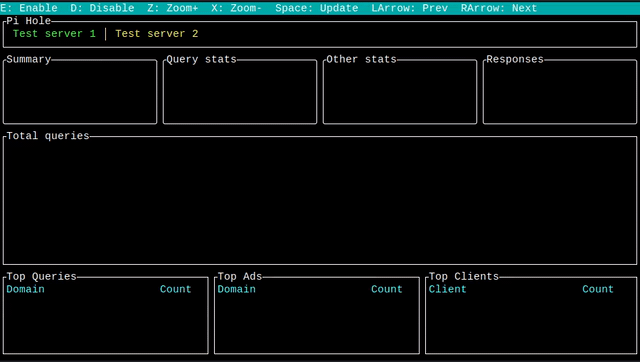 E: Enable  D: Disable  Z: Zoom+  X: Zoom-  Space: Update  LArrow: Prev  RArrow: Next
Pi Hole
Test server 1 │ Test server 2
Summary  Query stats  Other stats  Responses
Total queries
Top Queries  Top Ads  Top Clients
Domain  Count  Domain  Count  Client  Count